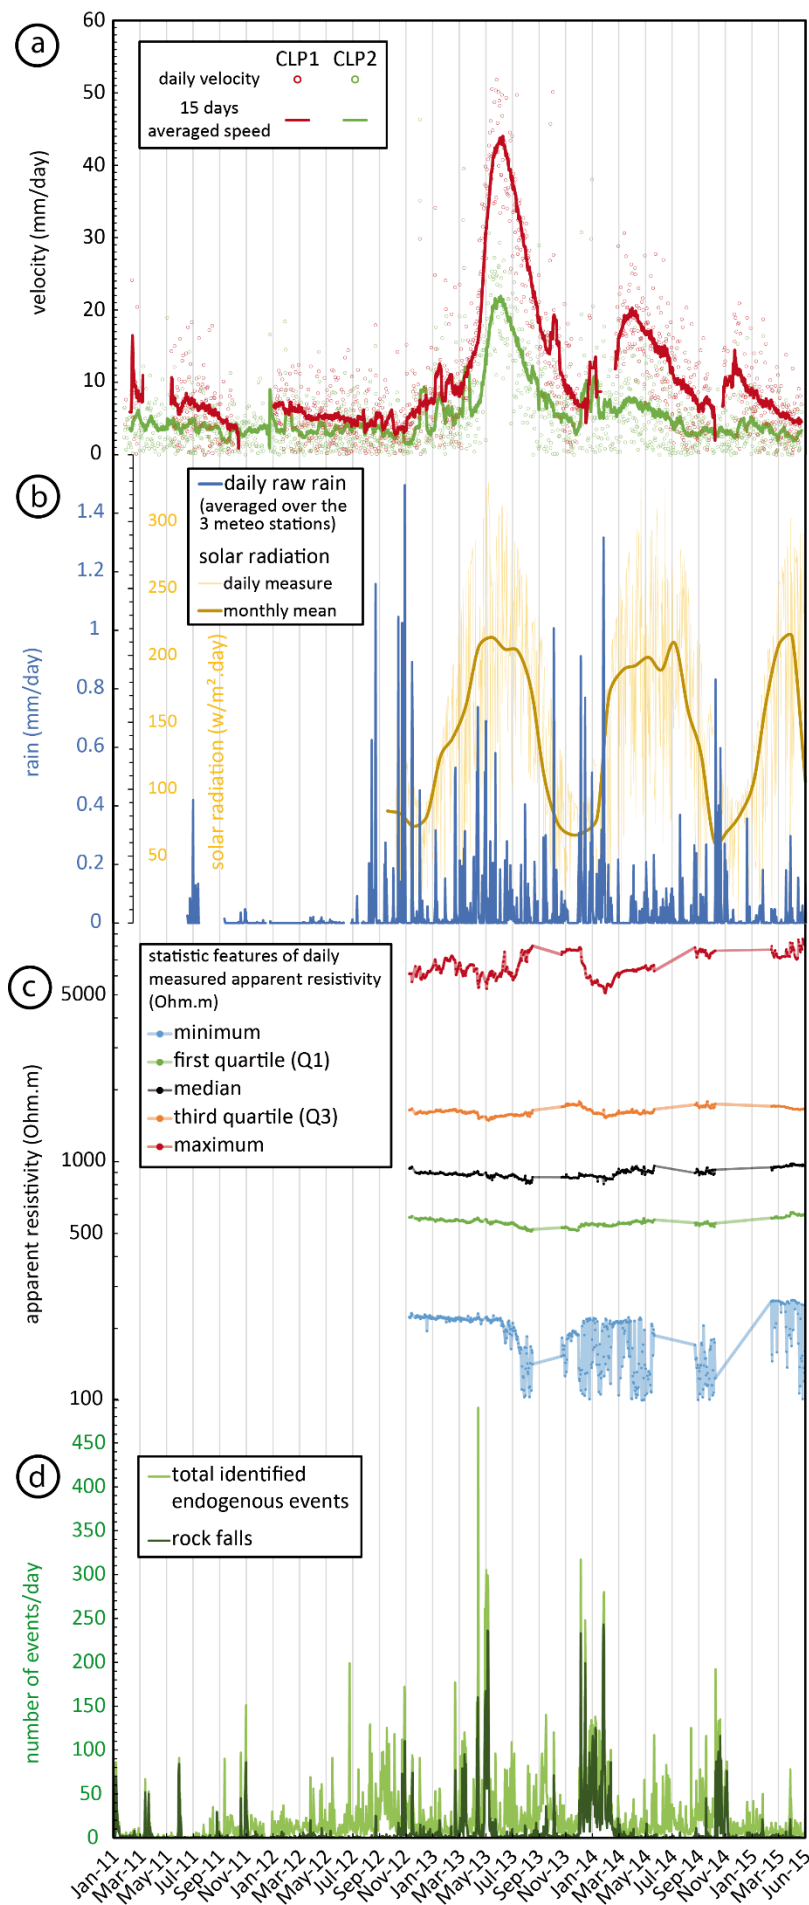 a
60
50
40
30
20
10
0
velocity (mm/day)
CLP1 CLP2
daily velocity
15 days
averaged speed
b
1.4
1.2
1
0.8
0.6
0.4
0.2
0
rain (mm/day)
300
250
200
150
100
50
solar radiation (w/m².day)
daily raw rain
(averaged over the
3 meteo stations)
solar radiation
daily measure
monthly mean
c
5000
1000
500
100
apparent resistivity (Ohm.m)
statistic features of daily
measured apparent resistivity
(Ohm.m)
minimum
first quartile (Q1)
median
third quartile (Q3)
maximum
d
450
400
350
300
250
200
150
100
50
0
number of events/day
total identified
endogenous events
rock falls
Jan-11
Mar-11
May-11
Jul-11
Sep-11
Nov-11
Jan-12
Mar-12
May-12
Jul-12
Sep-12
Nov-12
Jan-13
Mar-13
May-13
Jul-13
Sep-13
Nov-13
Jan-14
Mar-14
May-14
Jul-14
Sep-14
Nov-14
Jan-15
Mar-15
Jun-15